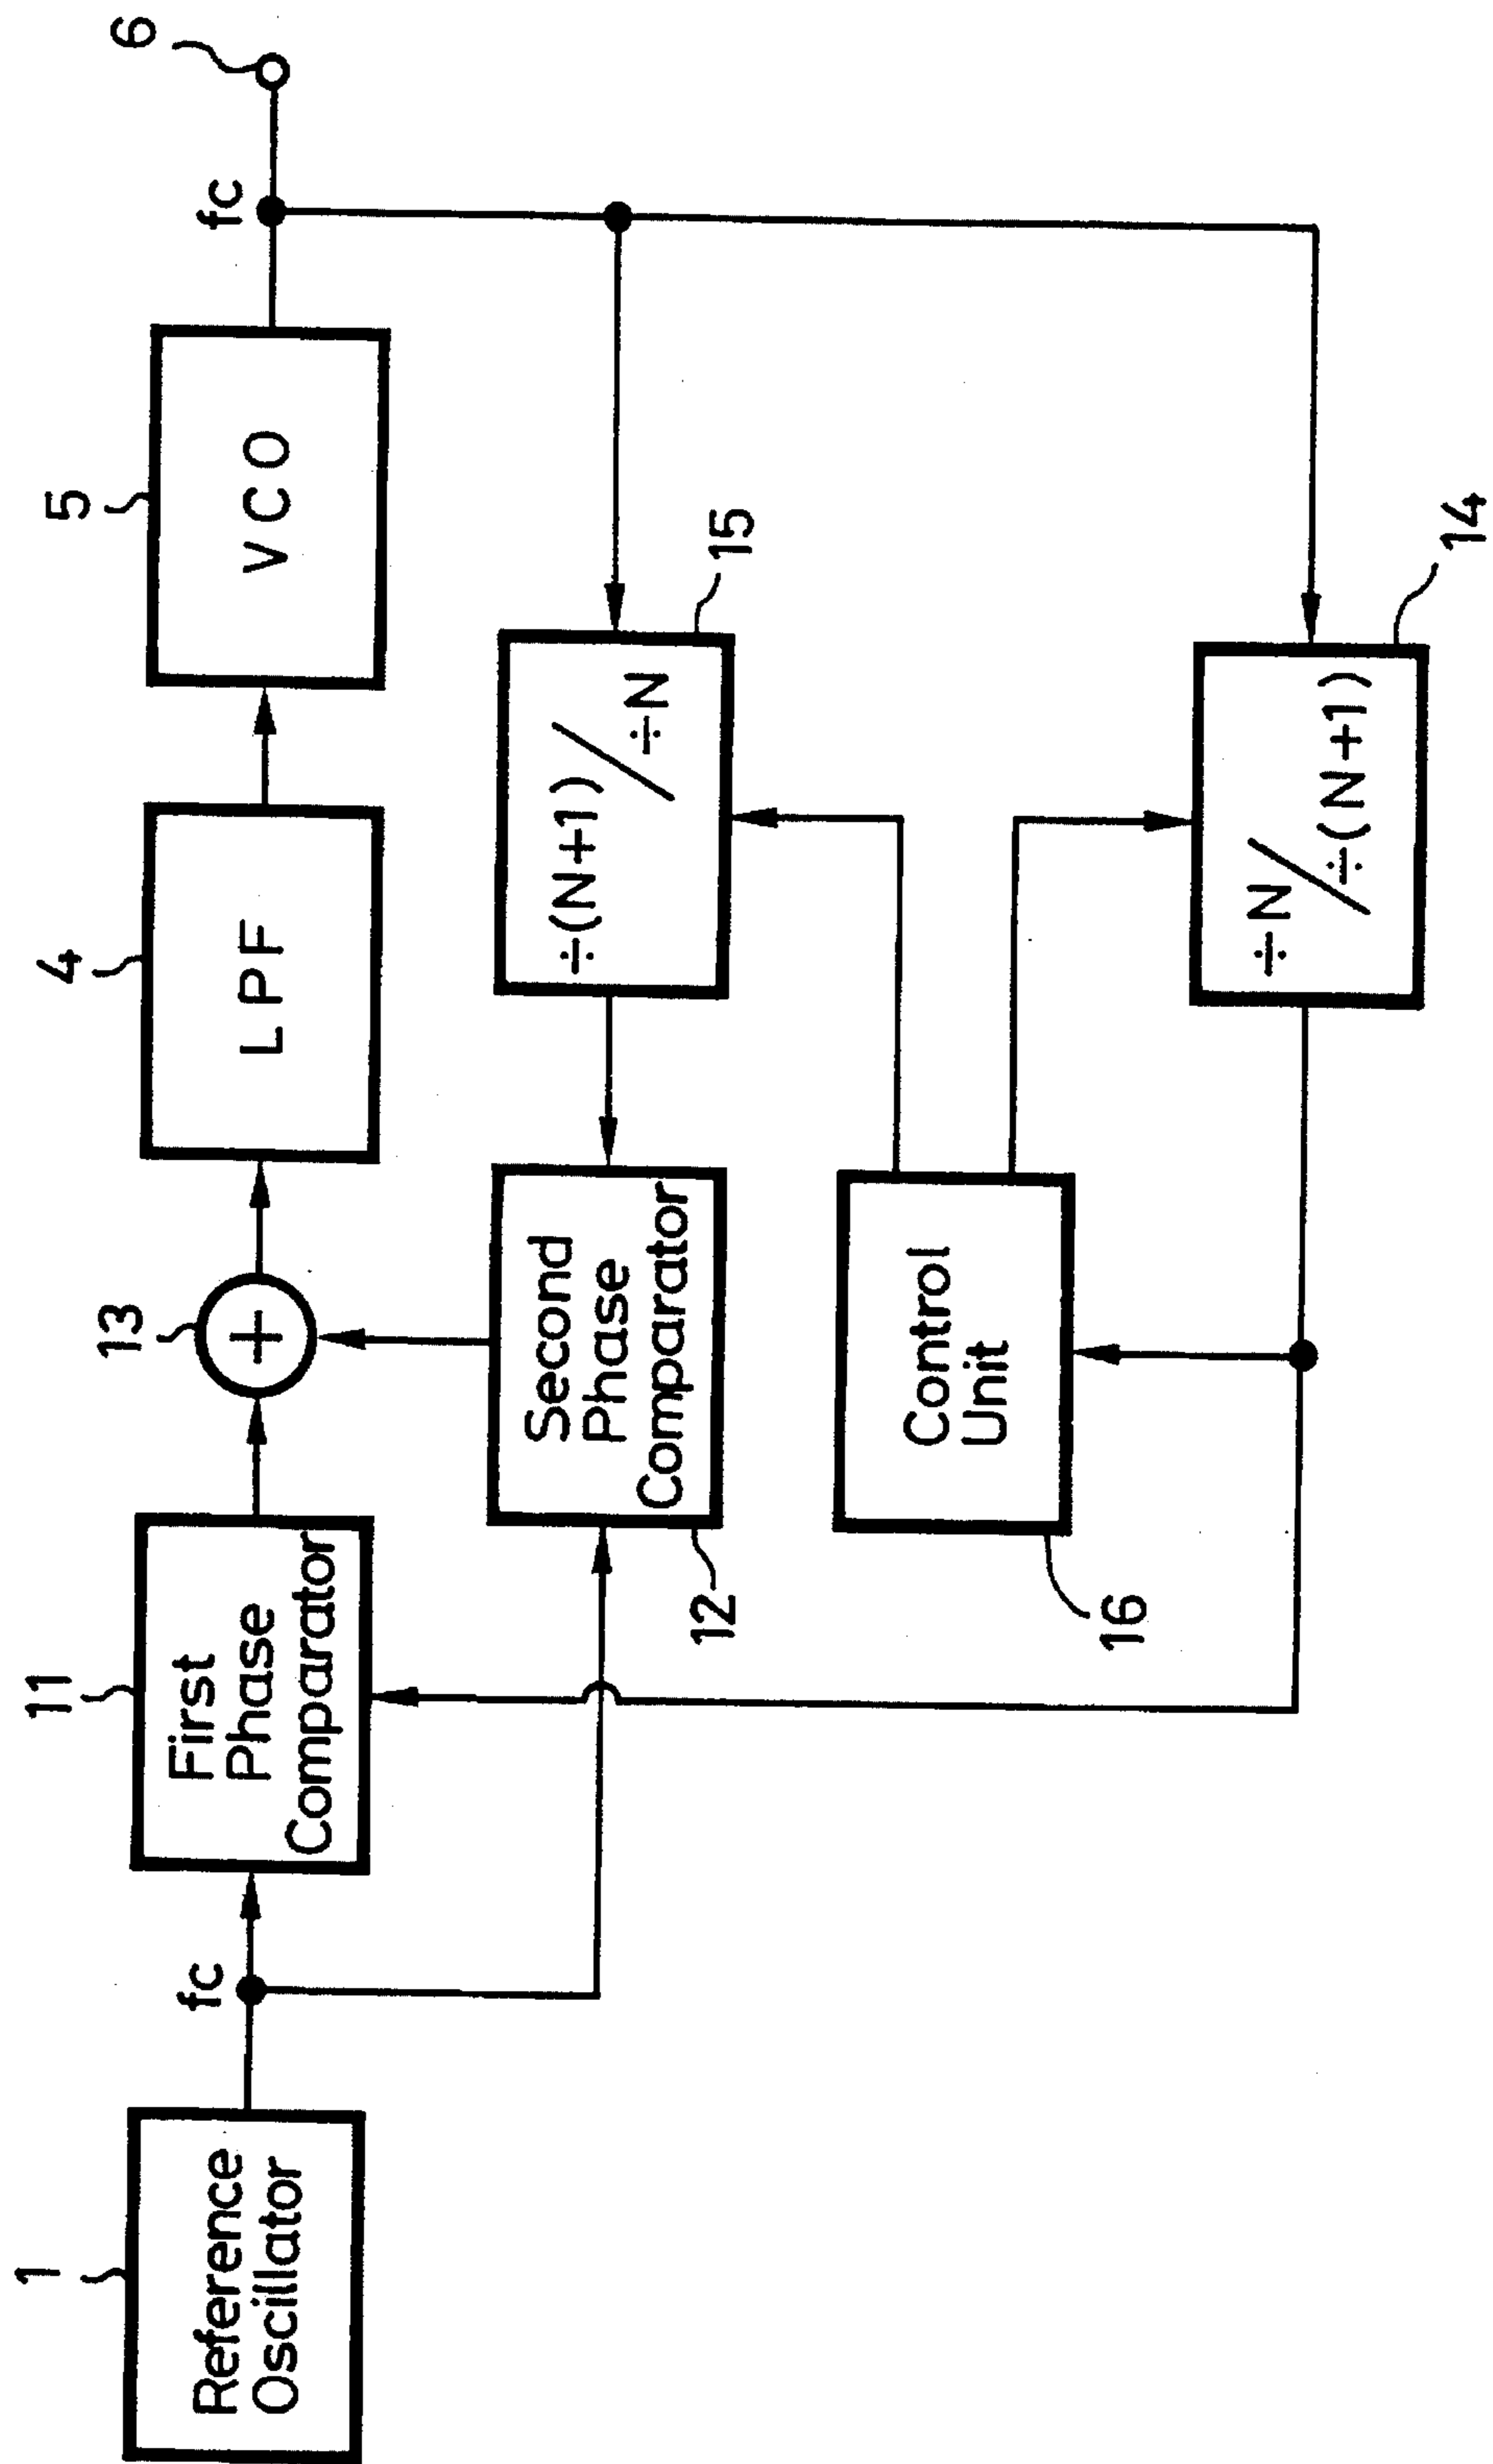 1
Reference
Oscillator
fc
11
First
Phase
Comparator
13
+
4
LPF
5
VCO
fc
6
12
Second
Phase
Comparator
15
÷(N+1)/÷N
16
Control
Unit
14
÷N/÷(N+1)